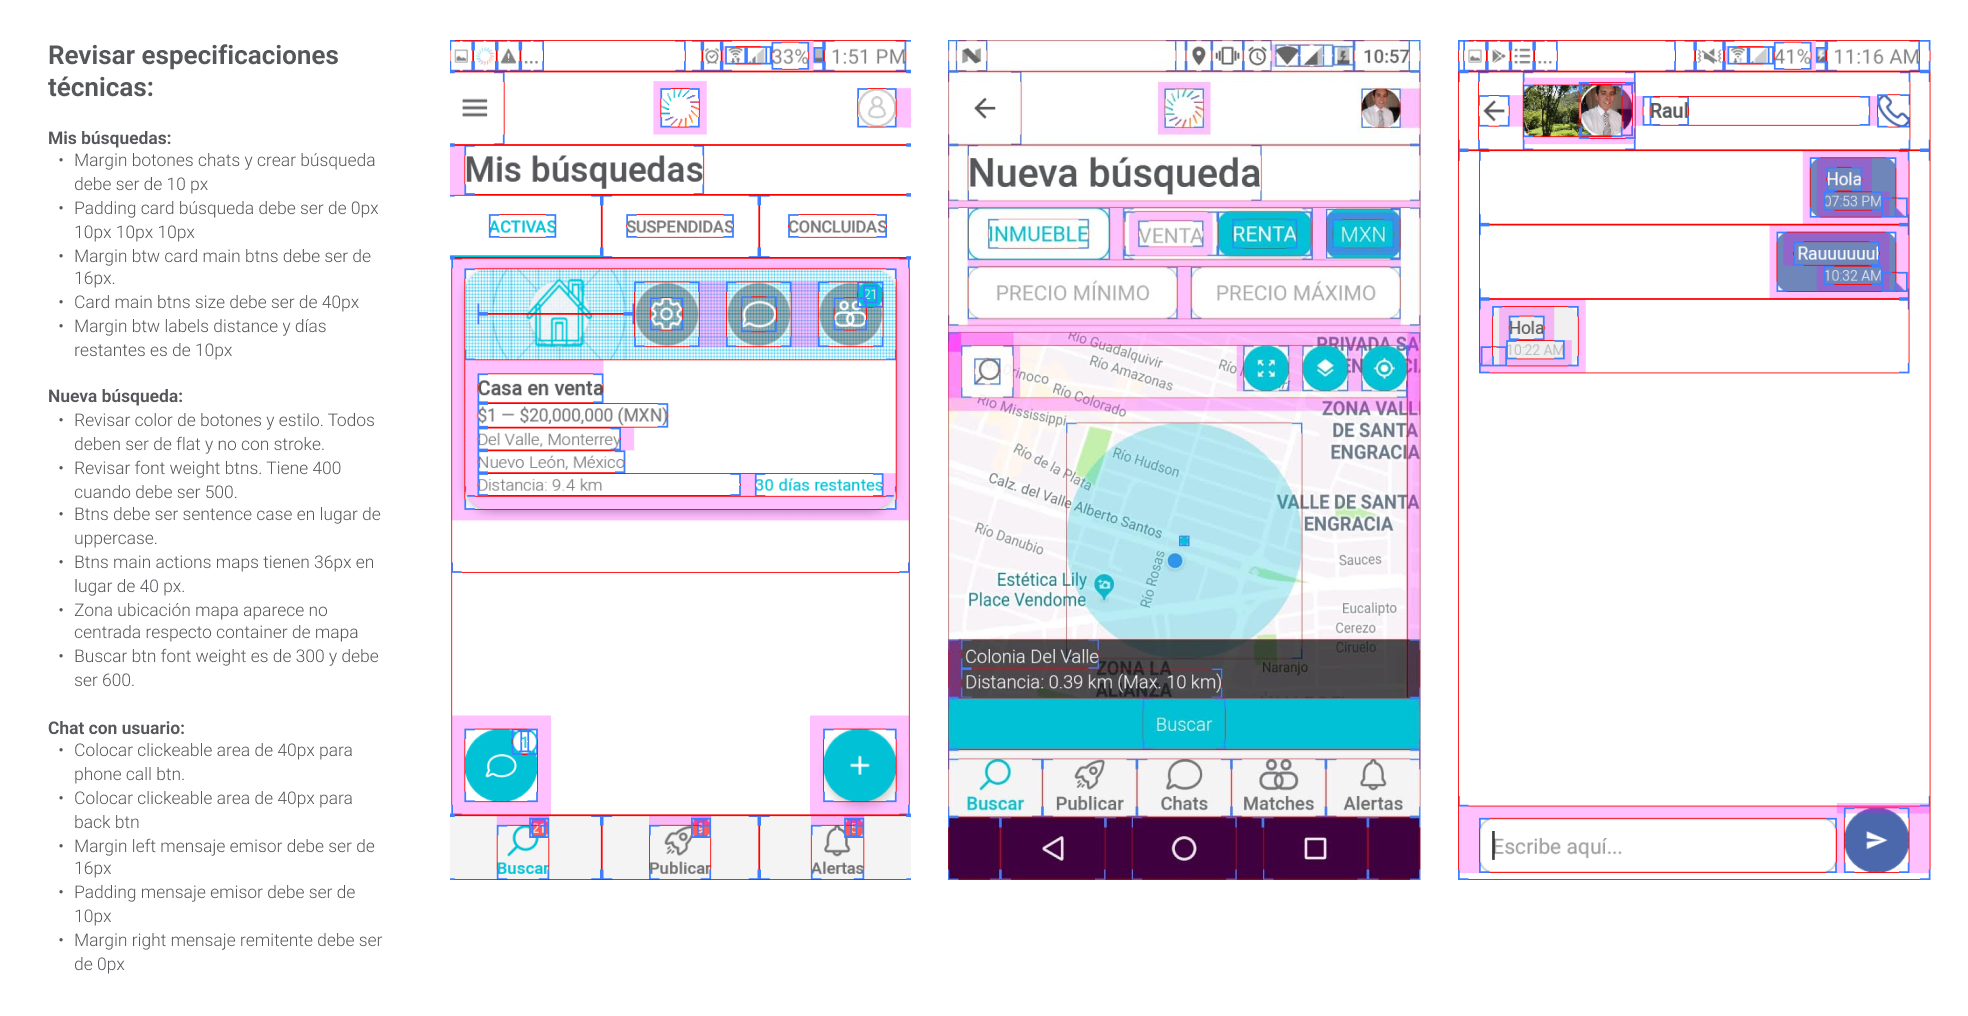 Revisar especificaciones
técnicas:
Mis búsquedas:
• Margin botones chats y crear búsqueda
debe ser de 10 px
• Padding card búsqueda debe ser de 0px
10px 10px 10px
• Margin btw card main btns debe ser de
16px.
• Card main btns size debe ser de 40px
• Margin btw labels distance y días
restantes es de 10px
Nueva búsqueda:
• Revisar color de botones y estilo. Todos
deben ser de flat y no con stroke.
• Revisar font weight btns. Tiene 400
cuando debe ser 500.
• Btns debe ser sentence case en lugar de
uppercase.
• Btns main actions maps tienen 36px en
lugar de 40 px.
• Zona ubicación mapa aparece no
centrada respecto container de mapa
• Buscar btn font weight es de 300 y debe
ser 600.
Chat con usuario:
• Colocar clickeable area de 40px para
phone call btn.
• Colocar clickeable area de 40px para
back btn
• Margin left mensaje emisor debe ser de
16px
• Padding mensaje emisor debe ser de
10px
• Margin right mensaje remitente debe ser
de 0px
... 33% 1:51 PM
Mis búsquedas
ACTIVAS SUSPENDIDAS CONCLUIDAS
21
Casa en venta
$1 — $20,000,000 (MXN)
Del Valle, Monterrey
Nuevo León, México
Distancia: 9.4 km 30 días restantes
1
+
21
Buscar Publicar Alertas
10:57
Nueva búsqueda
INMUEBLE VENTA RENTA MXN
PRECIO MÍNIMO PRECIO MÁXIMO
Río Guadalquivir
Río Amazonas
Río Colorado
Río Mississippi
ZONA VALL
DE SANTA
ENGRACIA
Río Hudson
Río de la Plata
Calz. del Valle Alberto Santos
VALLE DE SANTA
ENGRACIA
Río Danubio
Río Rosas
Sauces
Estética Lily
Place Vendome
Eucalipto
Cerezo
Ciruelo
Naranjo
ZONA LA
ALIANZA
Colonia Del Valle
Distancia: 0.39 km (Max. 10 km)
Buscar
Buscar Publicar Chats Matches Alertas
... 41% 11:16 AM
Raul
Hola
07:53 PM
Rauuuuuul
10:32 AM
Hola
10:22 AM
Escribe aquí...